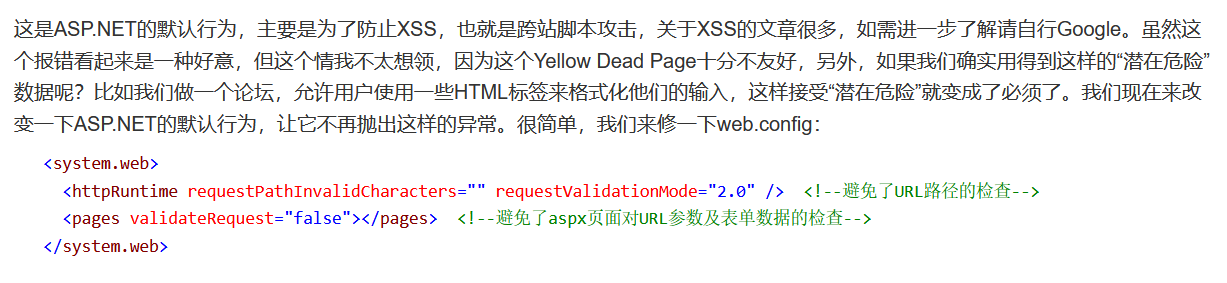 这是ASP.NET的默认行为，主要是为了防止XSS，也就是跨站脚本攻击，关于XSS的文章很多，如需进一步了解请自行Google。虽然这
个报错看起来是一种好意，但这个情我不太想领，因为这个Yellow Dead Page十分不友好，另外，如果我们确实用得到这样的“潜在危险”
数据呢？比如我们做一个论坛，允许用户使用一些HTML标签来格式化他们的输入，这样接受“潜在危险”就变成了必须了。我们现在来改
变一下ASP.NET的默认行为，让它不再抛出这样的异常。很简单，我们来修一下web.config：
<system.web>
<httpRuntime requestPathInvalidCharacters="" requestValidationMode="2.0" /> <!--避免了URL路径的检查-->
<pages validateRequest="false"></pages> <!--避免了aspx页面对URL参数及表单数据的检查-->
</system.web>